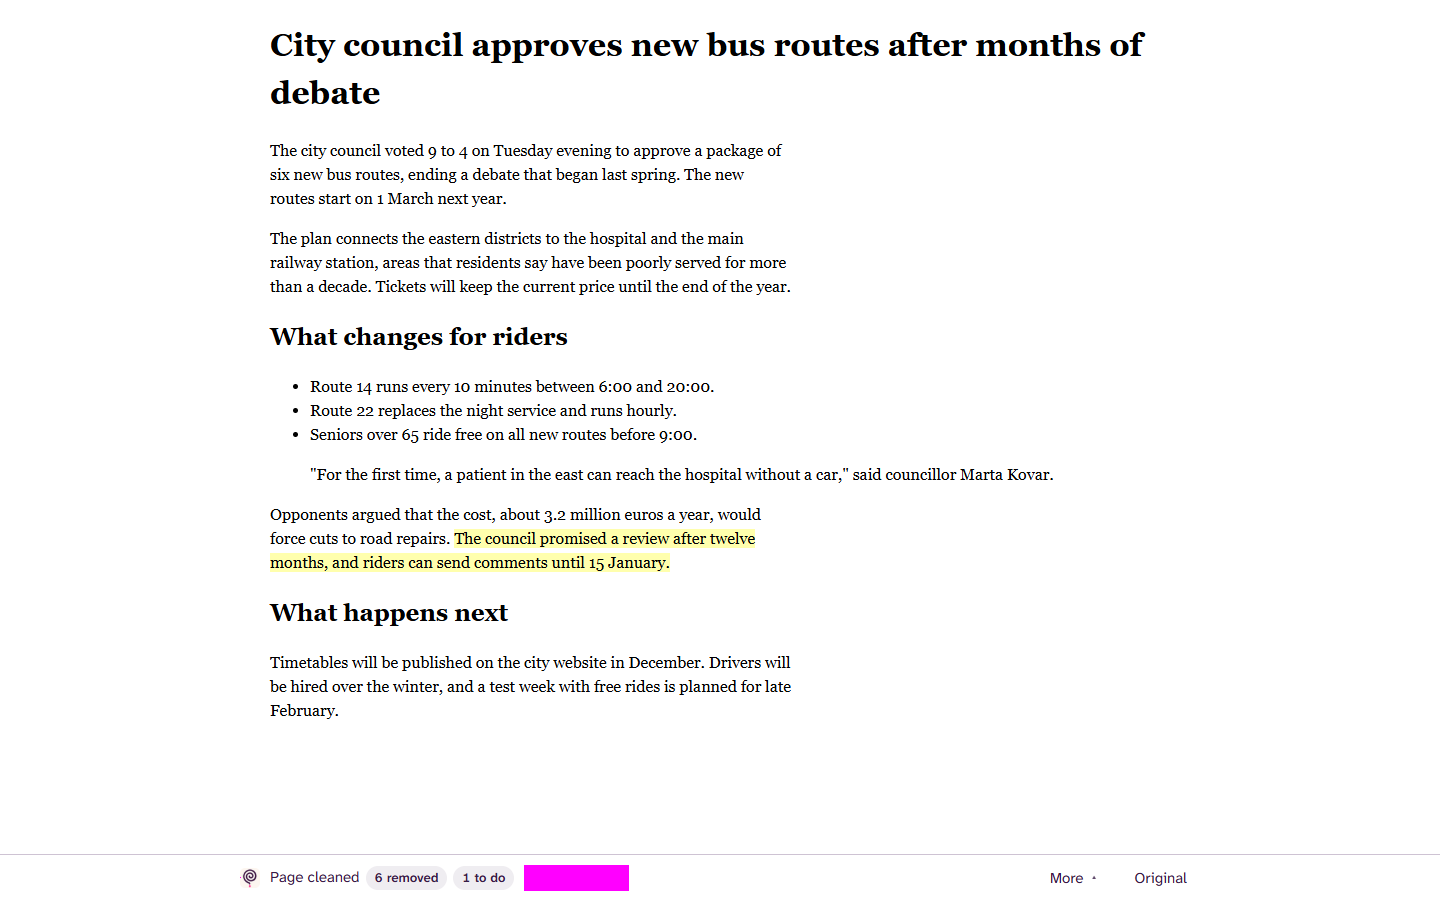 City council approves new bus routes after months of
debate
The city council voted 9 to 4 on Tuesday evening to approve a package of
six new bus routes, ending a debate that began last spring. The new
routes start on 1 March next year.
The plan connects the eastern districts to the hospital and the main
railway station, areas that residents say have been poorly served for more
than a decade. Tickets will keep the current price until the end of the year.
What changes for riders
• Route 14 runs every 10 minutes between 6:00 and 20:00.
• Route 22 replaces the night service and runs hourly.
• Seniors over 65 ride free on all new routes before 9:00.
"For the first time, a patient in the east can reach the hospital without a car," said councillor Marta Kovar.
Opponents argued that the cost, about 3.2 million euros a year, would
force cuts to road repairs. The council promised a review after twelve
months, and riders can send comments until 15 January.
What happens next
Timetables will be published on the city website in December. Drivers will
be hired over the winter, and a test week with free rides is planned for late
February.
Page cleaned 6 removed 1 to do More Original